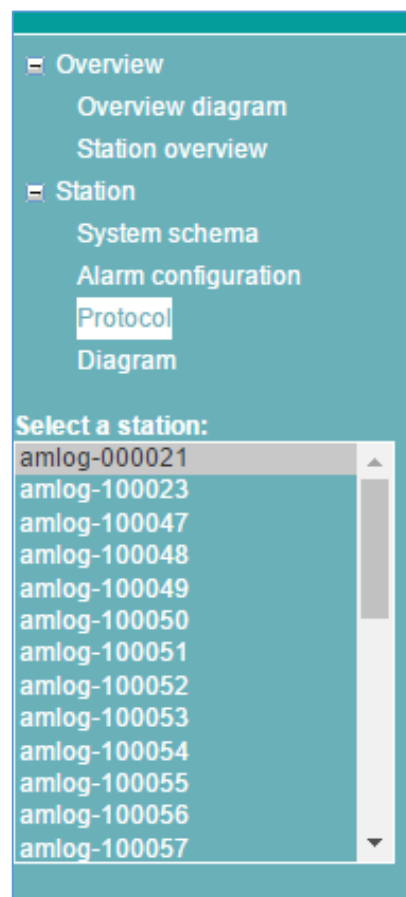 Overview
Overview diagram
Station overview
Station
System schema
Alarm configuration
Protocol
Diagram
Select a station:
amlog-000021
amlog-100023
amlog-100047
amlog-100048
amlog-100049
amlog-100050
amlog-100051
amlog-100052
amlog-100053
amlog-100054
amlog-100055
amlog-100056
amlog-100057